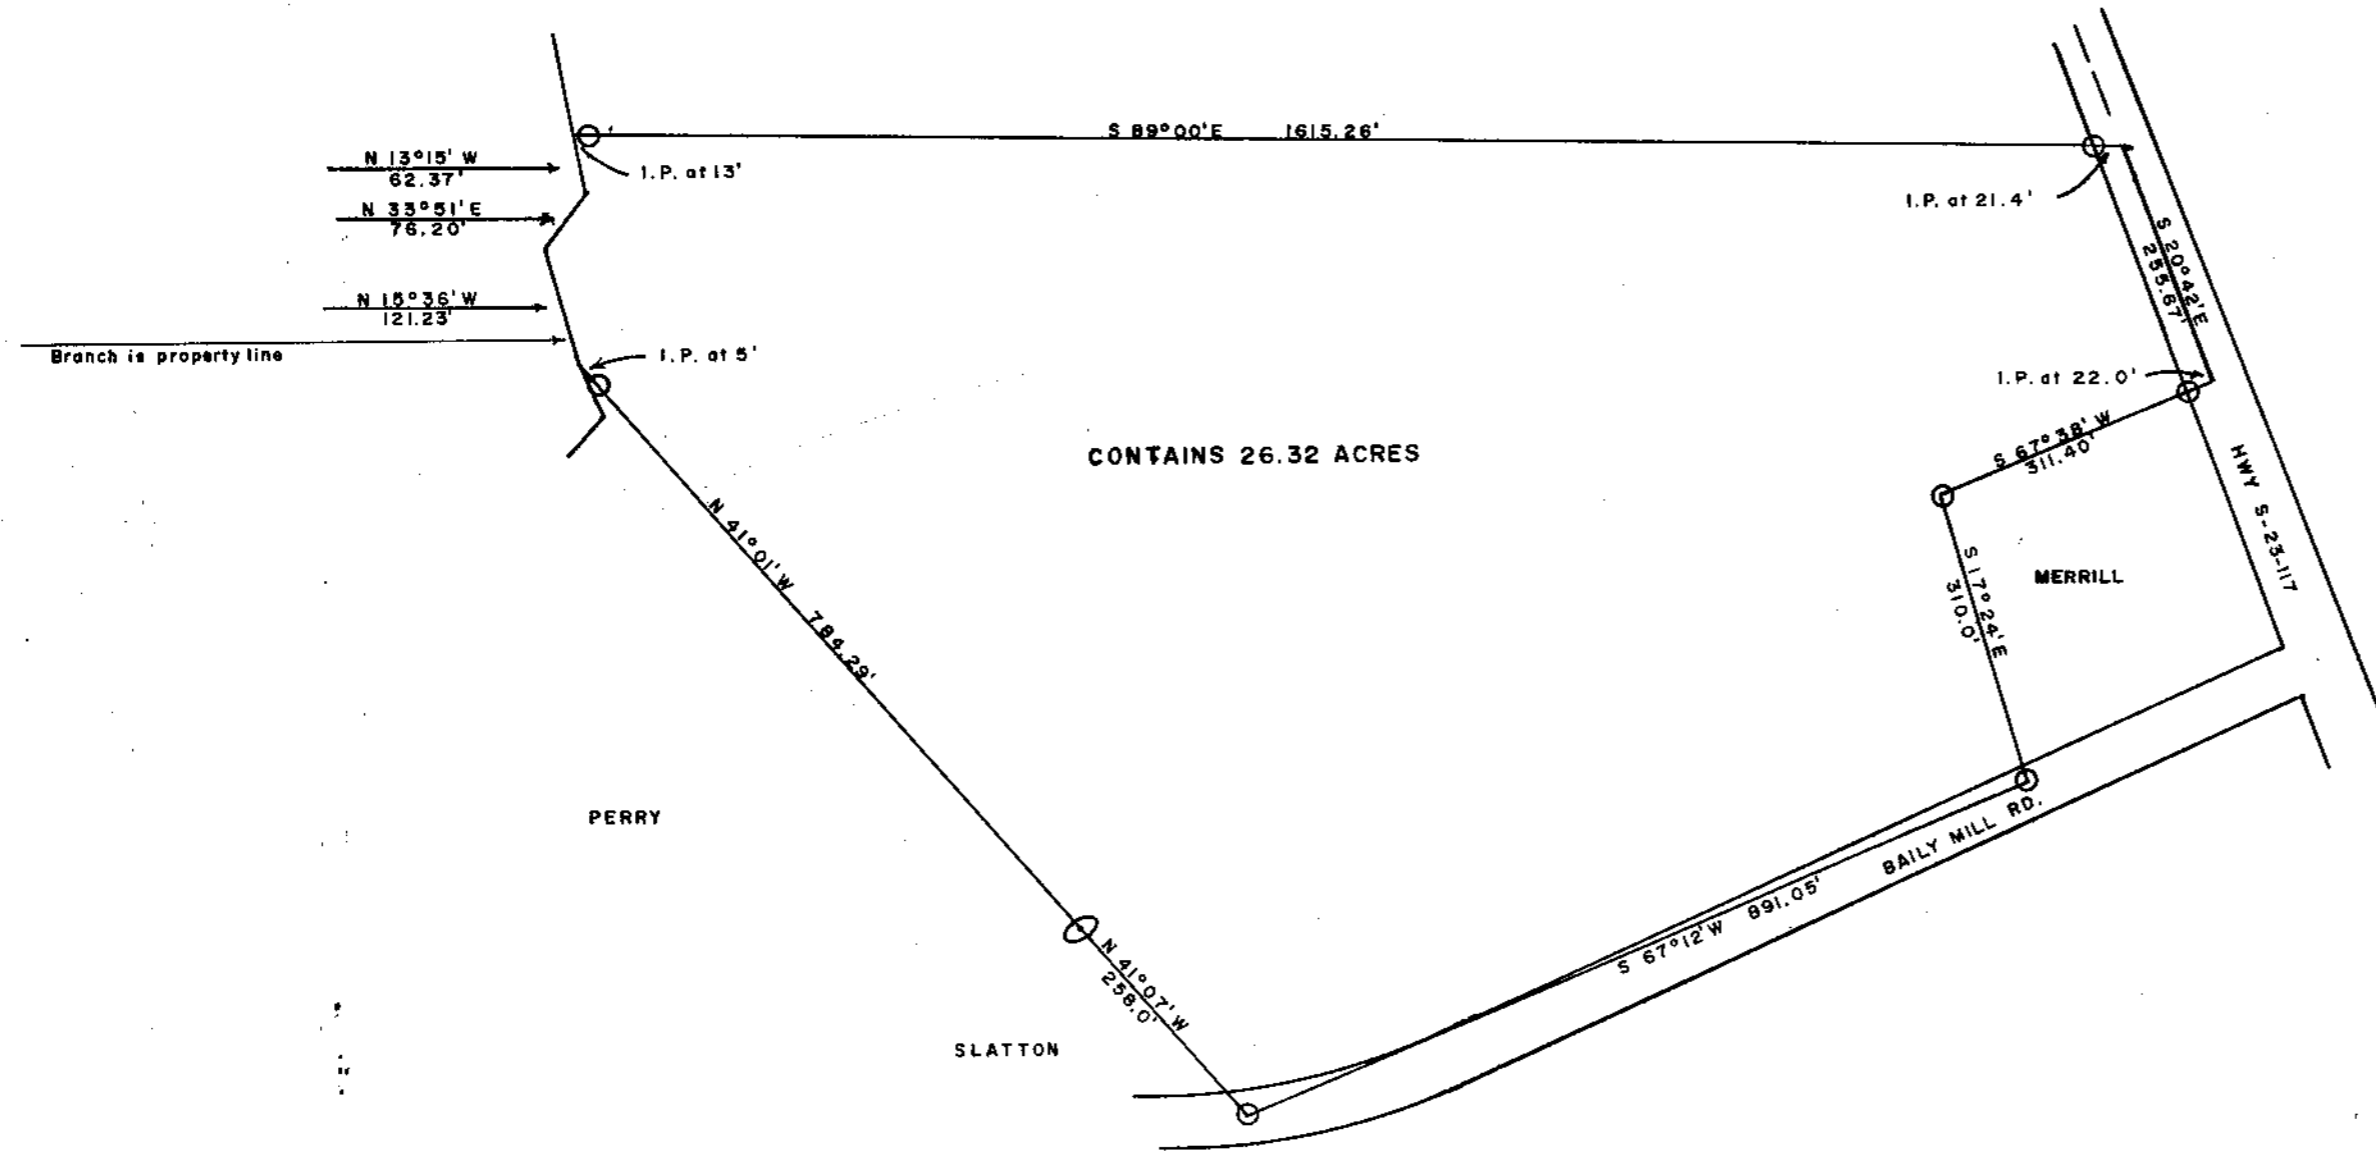 S 89°00'E 1615.26'
N 13°15' W
62.37'
I.P. at 13'
I.P. at 21.4'
N 33°51' E
76.20'
S 20°42'E
255.67'
N 15°36' W
121.23'
Branch is property line
I.P. at 5'
I.P. at 22.0'
CONTAINS 26.32 ACRES
S 67°38' W
311.40'
HWY S-23-117
N 41°01' W 784.29'
S 17°24' E
310.0'
MERRILL
PERRY
BAILY MILL RD.
S 67°12' W 891.05'
N 41°07' W
258.0'
SLATTON